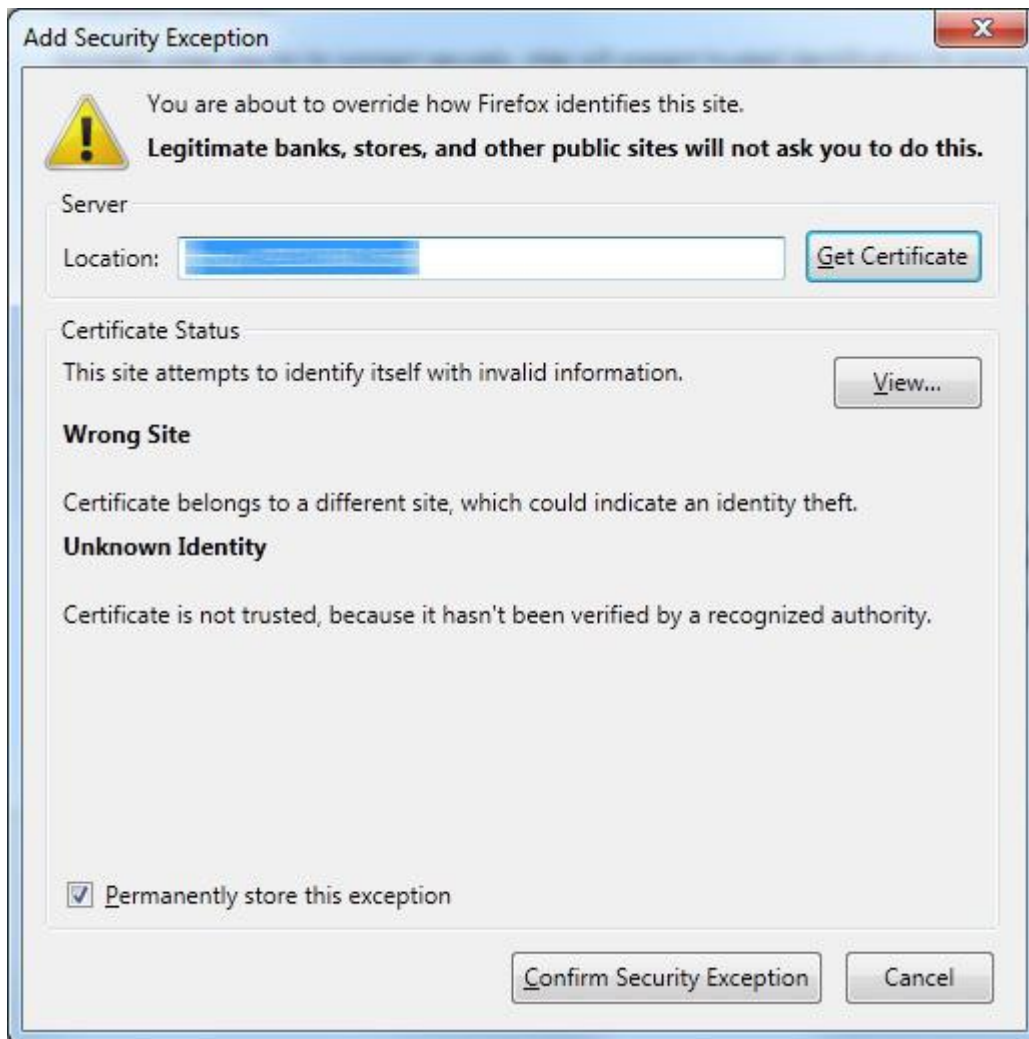 Add Security Exception
You are about to override how Firefox identifies this site.
Legitimate banks, stores, and other public sites will not ask you to do this.
Server
Location:
Get Certificate
Certificate Status
This site attempts to identify itself with invalid information.
View...
Wrong Site
Certificate belongs to a different site, which could indicate an identity theft.
Unknown Identity
Certificate is not trusted, because it hasn't been verified by a recognized authority.
Permanently store this exception
Confirm Security Exception
Cancel